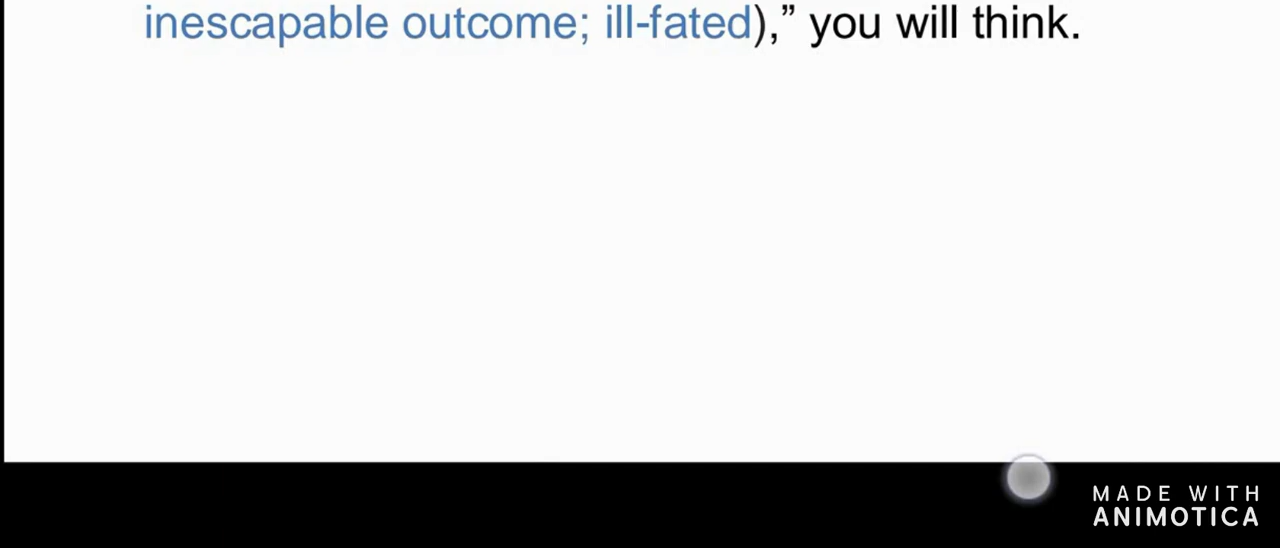 inescapable outcome; ill-fated),” you will think.
MADE WITH
ANIMOTICA